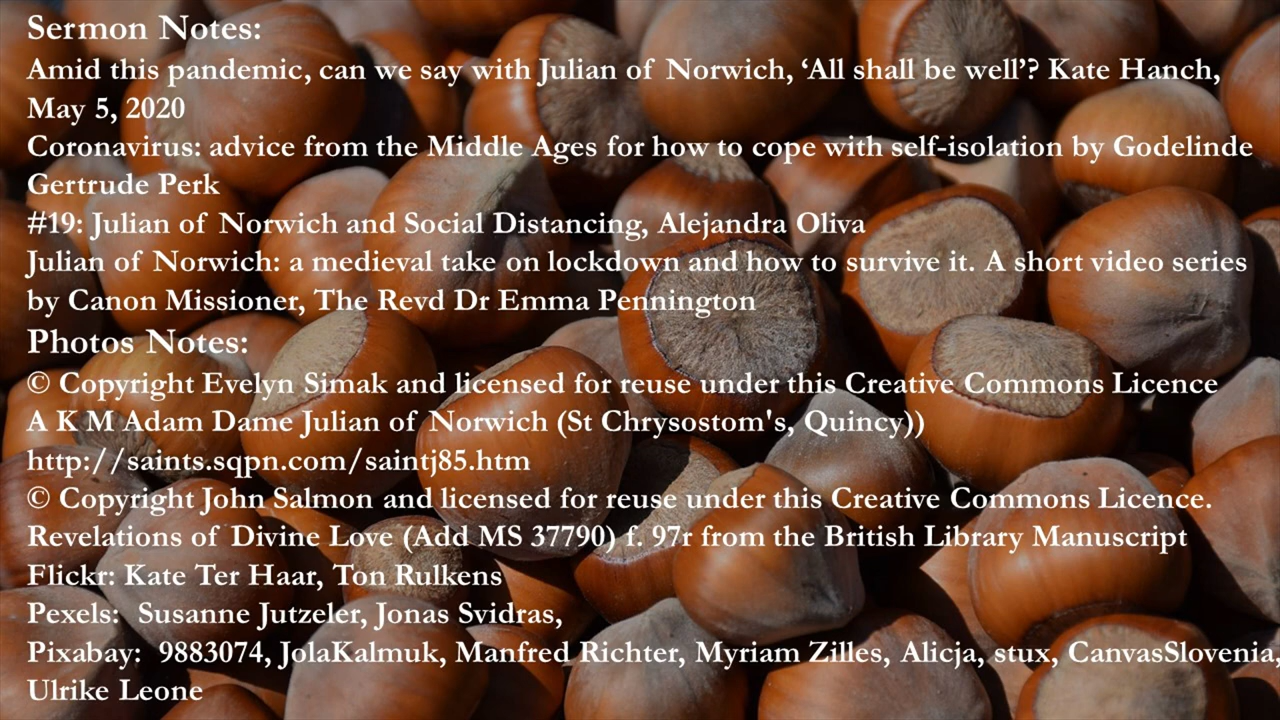 Sermon Notes:
Amid this pandemic, can we say with Julian of Norwich, ‘All shall be well’? Kate Hanch,
May 5, 2020
Coronavirus: advice from the Middle Ages for how to cope with self-isolation by Godelinde
Gertrude Perk
#19: Julian of Norwich and Social Distancing, Alejandra Oliva
Julian of Norwich: a medieval take on lockdown and how to survive it. A short video series
by Canon Missioner, The Revd Dr Emma Pennington
Photos Notes:
© Copyright Evelyn Simak and licensed for reuse under this Creative Commons Licence
A K M Adam Dame Julian of Norwich (St Chrysostom's, Quincy))
http://saints.sqpn.com/saintj85.htm
© Copyright John Salmon and licensed for reuse under this Creative Commons Licence.
Revelations of Divine Love (Add MS 37790) f. 97r from the British Library Manuscript
Flickr: Kate Ter Haar, Ton Rulkens
Pexels:  Susanne Jutzeler, Jonas Svidras,
Pixabay:  9883074, JolaKalmuk, Manfred Richter, Myriam Zilles, Alicja, stux, CanvasSlovenia,
Ulrike Leone